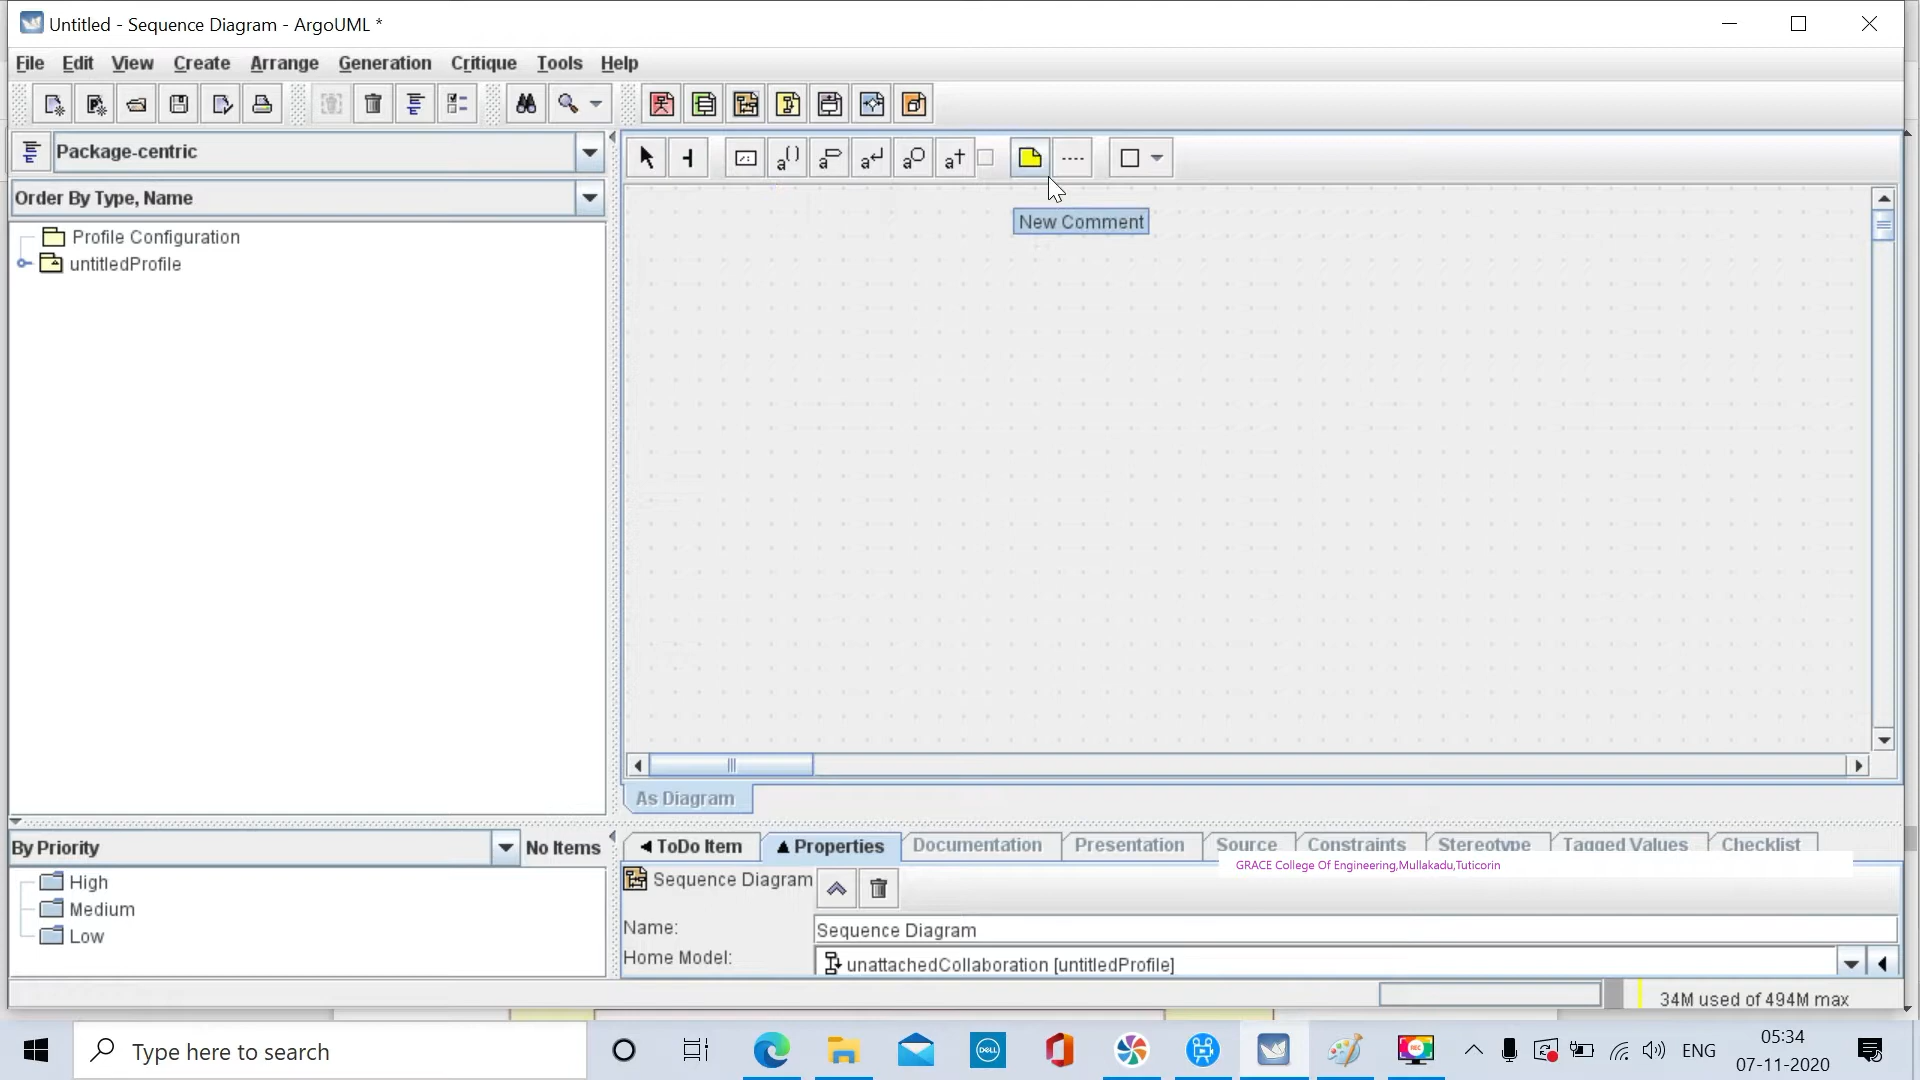 Untitled - Sequence Diagram - ArgoUML *
File Edit View Create Arrange Generation Critique Tools Help
Package-centric
Order By Type, Name
Profile Configuration
untitledProfile
New Comment
As Diagram
By Priority
No Items
High
Medium
Low
ToDo Item
Properties
Documentation
Presentation
Source
Constraints
Stereotype
Tagged Values
Checklist
GRACE College Of Engineering,Mullakadu,Tuticorin
Sequence Diagram
Name:
Sequence Diagram
Home Model:
unattachedCollaboration [untitledProfile]
34M used of 494M max
Type here to search
DELL
REC
ENG
05:34
07-11-2020